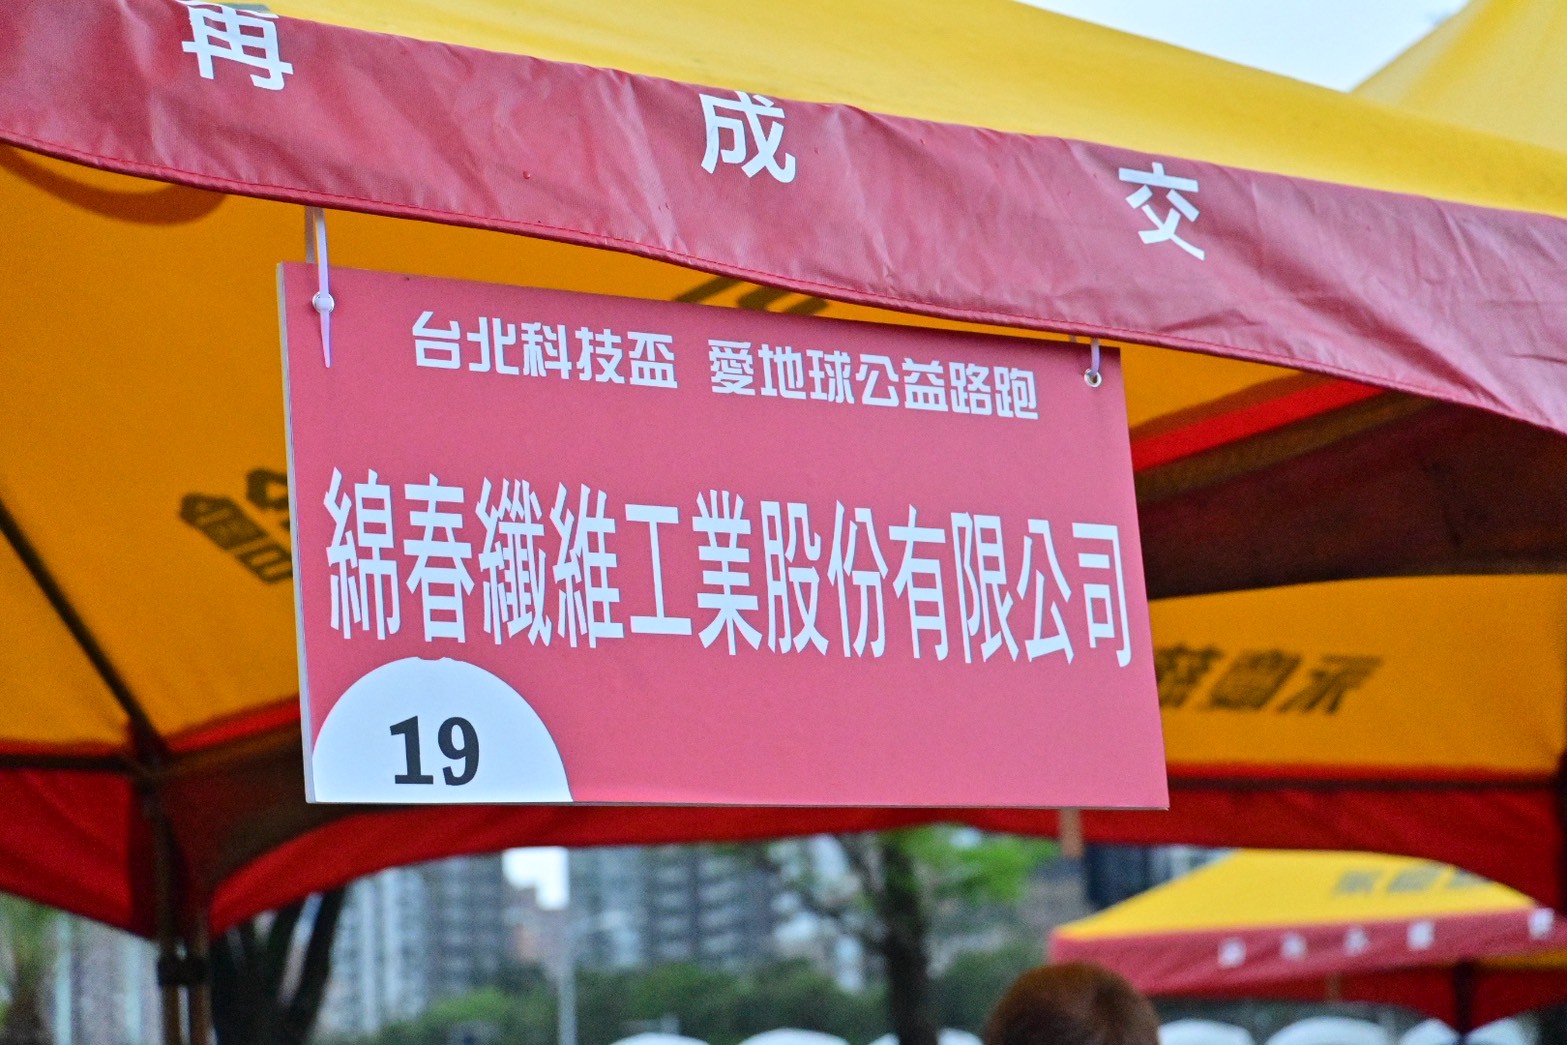 再 成 交
台北科技盃 愛地球公益路跑
綿春纖維工業股份有限公司
19